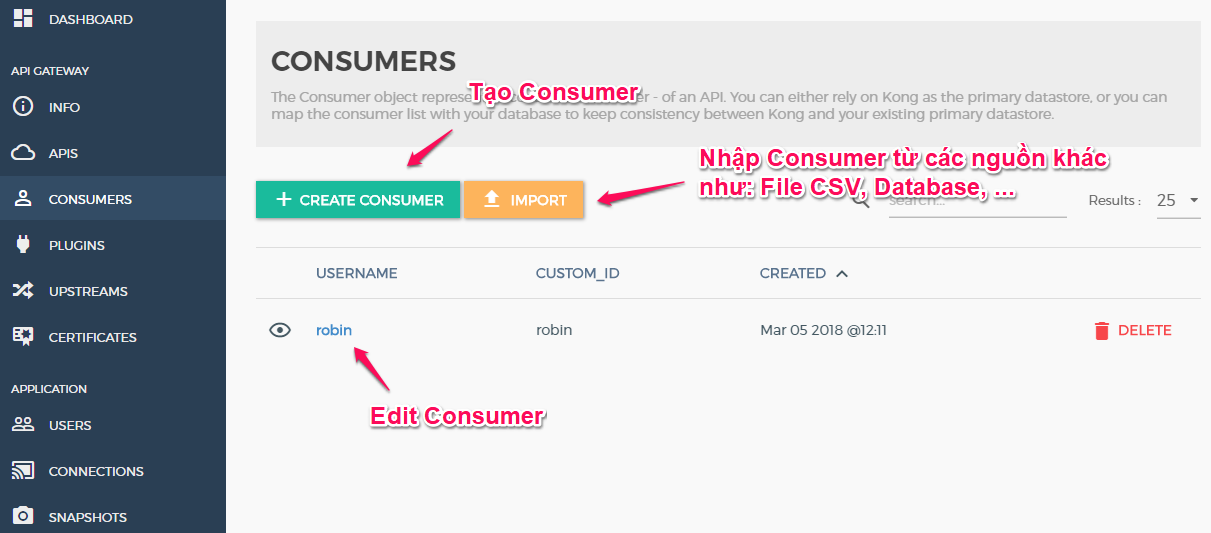 DASHBOARD
API GATEWAY
INFO
APIS
CONSUMERS
PLUGINS
UPSTREAMS
CERTIFICATES
APPLICATION
USERS
CONNECTIONS
SNAPSHOTS
CONSUMERS
Tạo Consumer
The Consumer object represe er - of an API. You can either rely on Kong as the primary datastore, or you can
map the consumer list with your database to keep consistency between Kong and your existing primary datastore.
Nhập Consumer từ các nguồn khác
như: File CSV, Database, ...
CREATE CONSUMER
IMPORT
search...
Results :
25
USERNAME
CUSTOM_ID
CREATED
robin
robin
Mar 05 2018 @12:11
DELETE
Edit Consumer